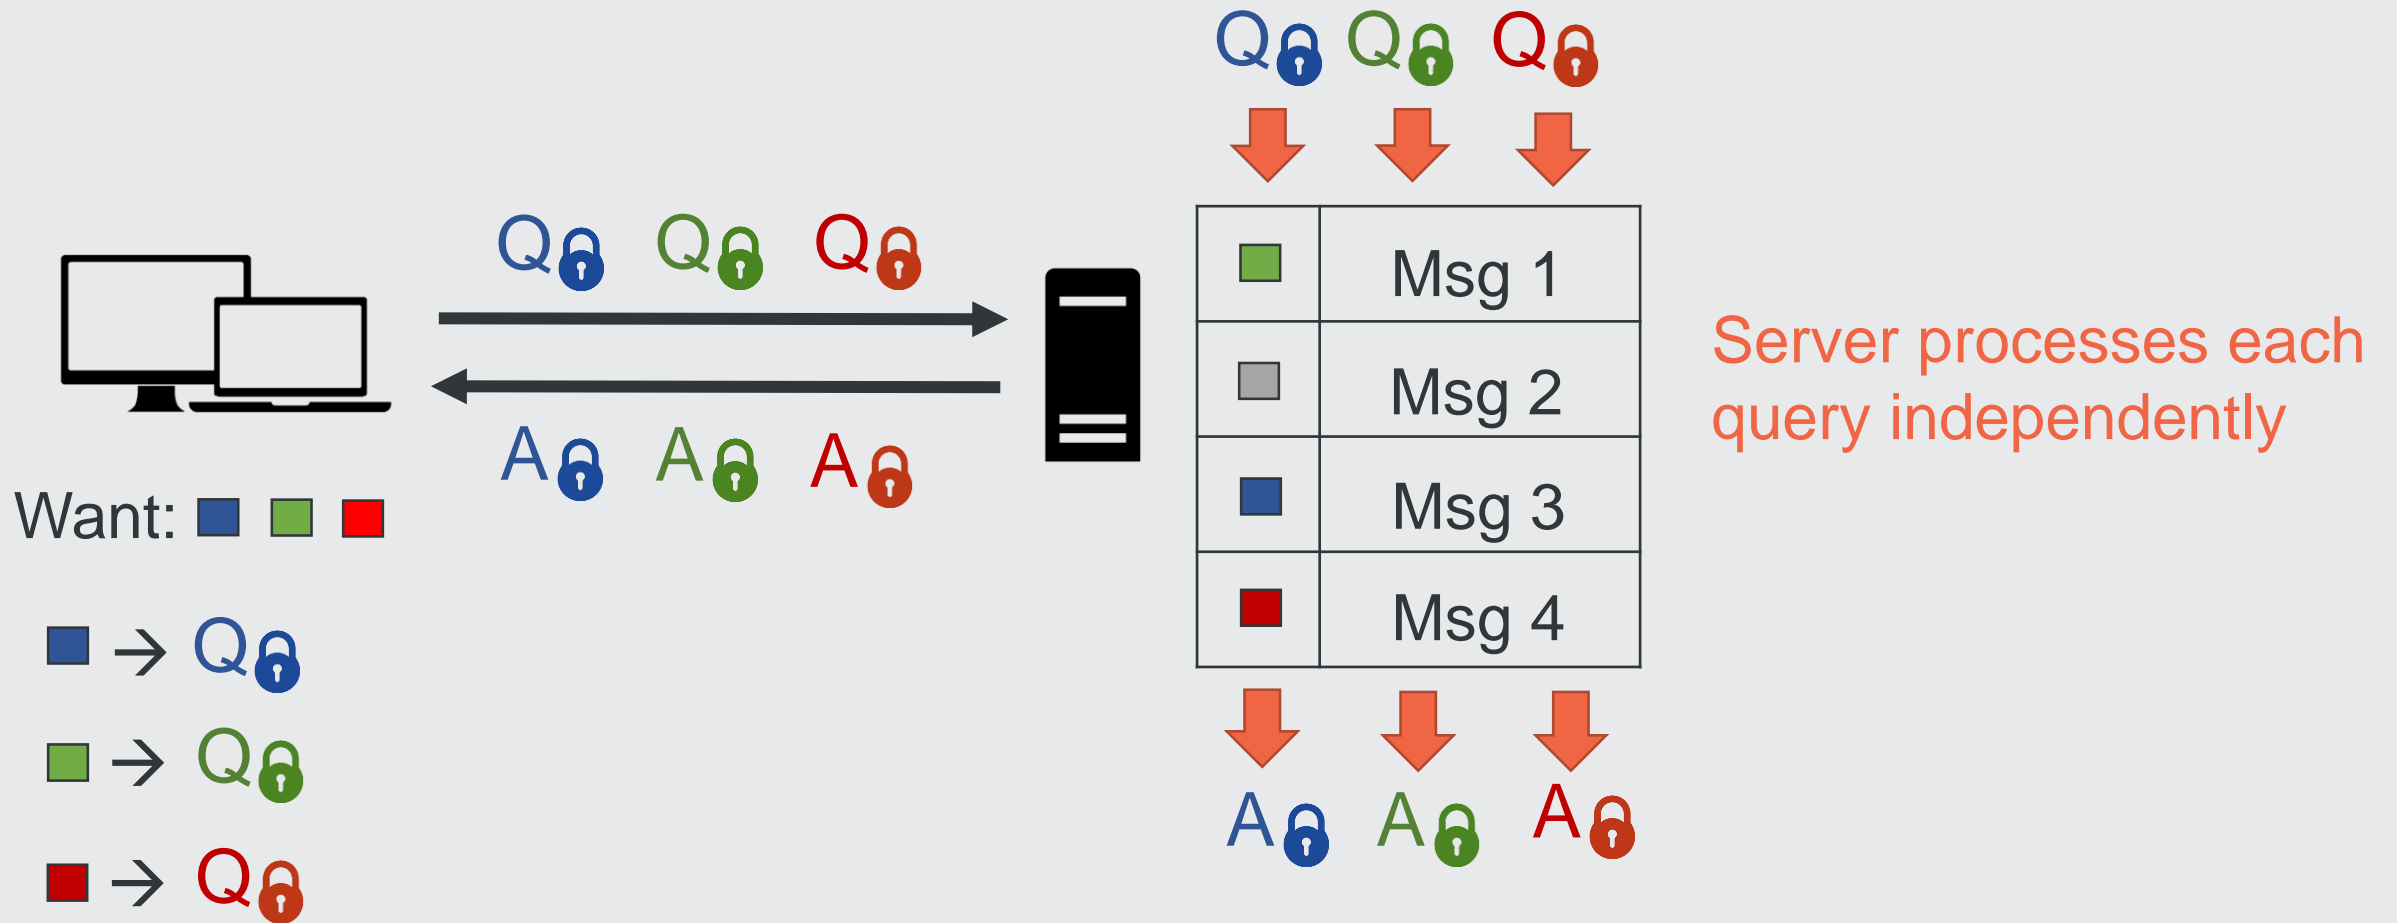 Q Q Q
Q Q Q
Msg 1
Msg 2
Server processes each
query independently
A A A
Want:
Msg 3
Msg 4
→ Q
→ Q
→ Q
A A A